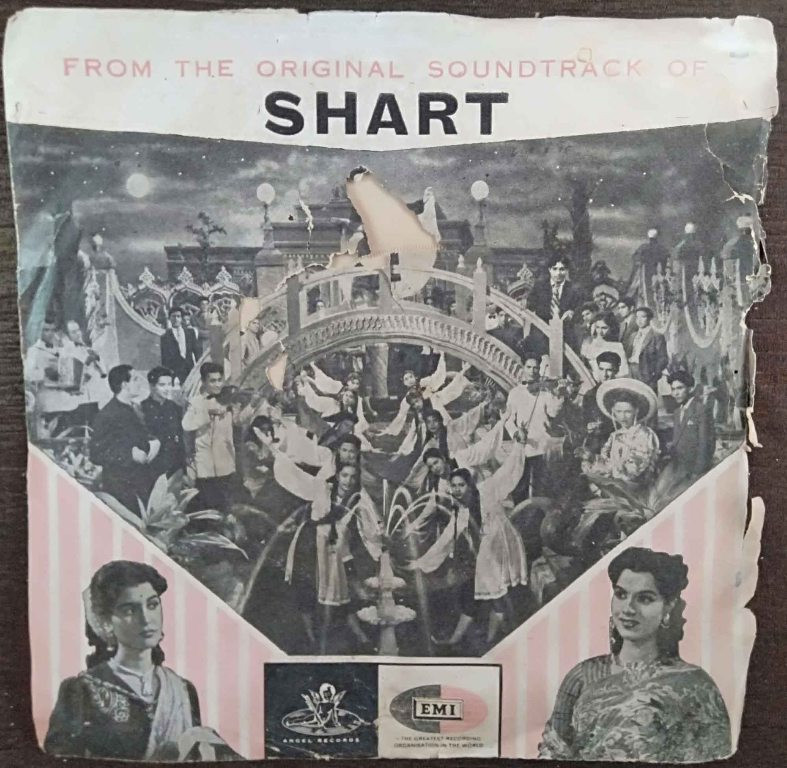 FROM THE ORIGINAL SOUNDTRACK OF
SHART
ANGEL RECORDS
EMI
THE GREATEST RECORDING
ORGANISATION IN THE WORLD